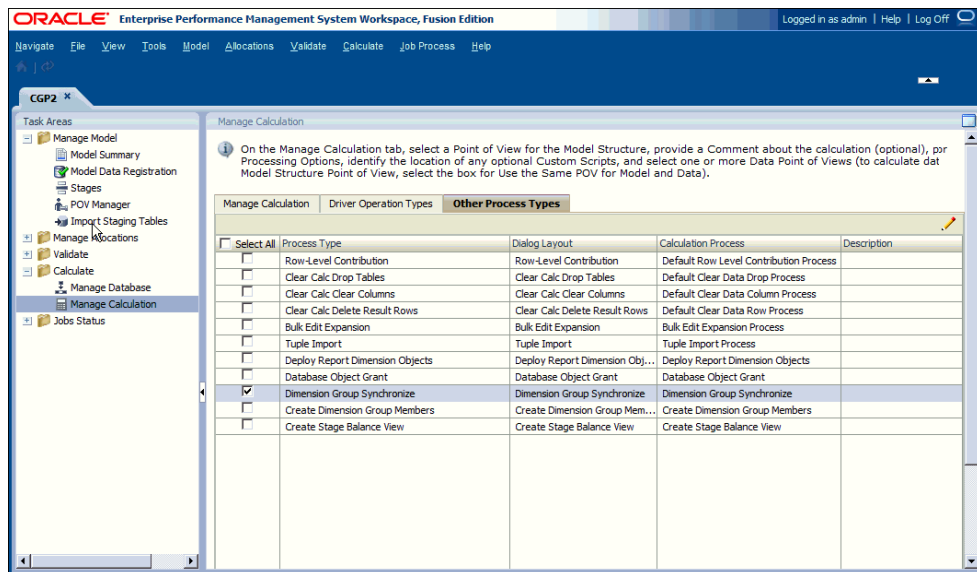 ORACLE Enterprise Performance Management System Workspace, Fusion Edition
Logged in as admin | Help | Log Off
Navigate File View Tools Model Allocations Validate Calculate Job Process Help
CGP2 ×
Task Areas
Manage Model
Model Summary
Model Data Registration
Stages
POV Manager
Import Staging Tables
Manage Allocations
Validate
Calculate
Manage Database
Manage Calculation
Jobs Status
Manage Calculation
On the Manage Calculation tab, select a Point of View for the Model Structure, provide a Comment about the calculation (optional), pr
Processing Options, identify the location of any optional Custom Scripts, and select one or more Data Point of Views (to calculate dat
Model Structure Point of View, select the box for Use the Same POV for Model and Data).
Manage Calculation Driver Operation Types Other Process Types
Select All Process Type Dialog Layout Calculation Process Description
Row-Level Contribution Row-Level Contribution Default Row Level Contribution Process
Clear Calc Drop Tables Clear Calc Drop Tables Default Clear Data Drop Process
Clear Calc Clear Columns Clear Calc Clear Columns Default Clear Data Column Process
Clear Calc Delete Result Rows Clear Calc Delete Result Rows Default Clear Data Row Process
Bulk Edit Expansion Bulk Edit Expansion Bulk Edit Expansion Process
Tuple Import Tuple Import Tuple Import Process
Deploy Report Dimension Objects Deploy Report Dimension Obj... Deploy Report Dimension Objects
Database Object Grant Database Object Grant Database Object Grant
Dimension Group Synchronize Dimension Group Synchronize Dimension Group Synchronize
Create Dimension Group Members Create Dimension Group Mem... Create Dimension Group Members
Create Stage Balance View Create Stage Balance View Create Stage Balance View